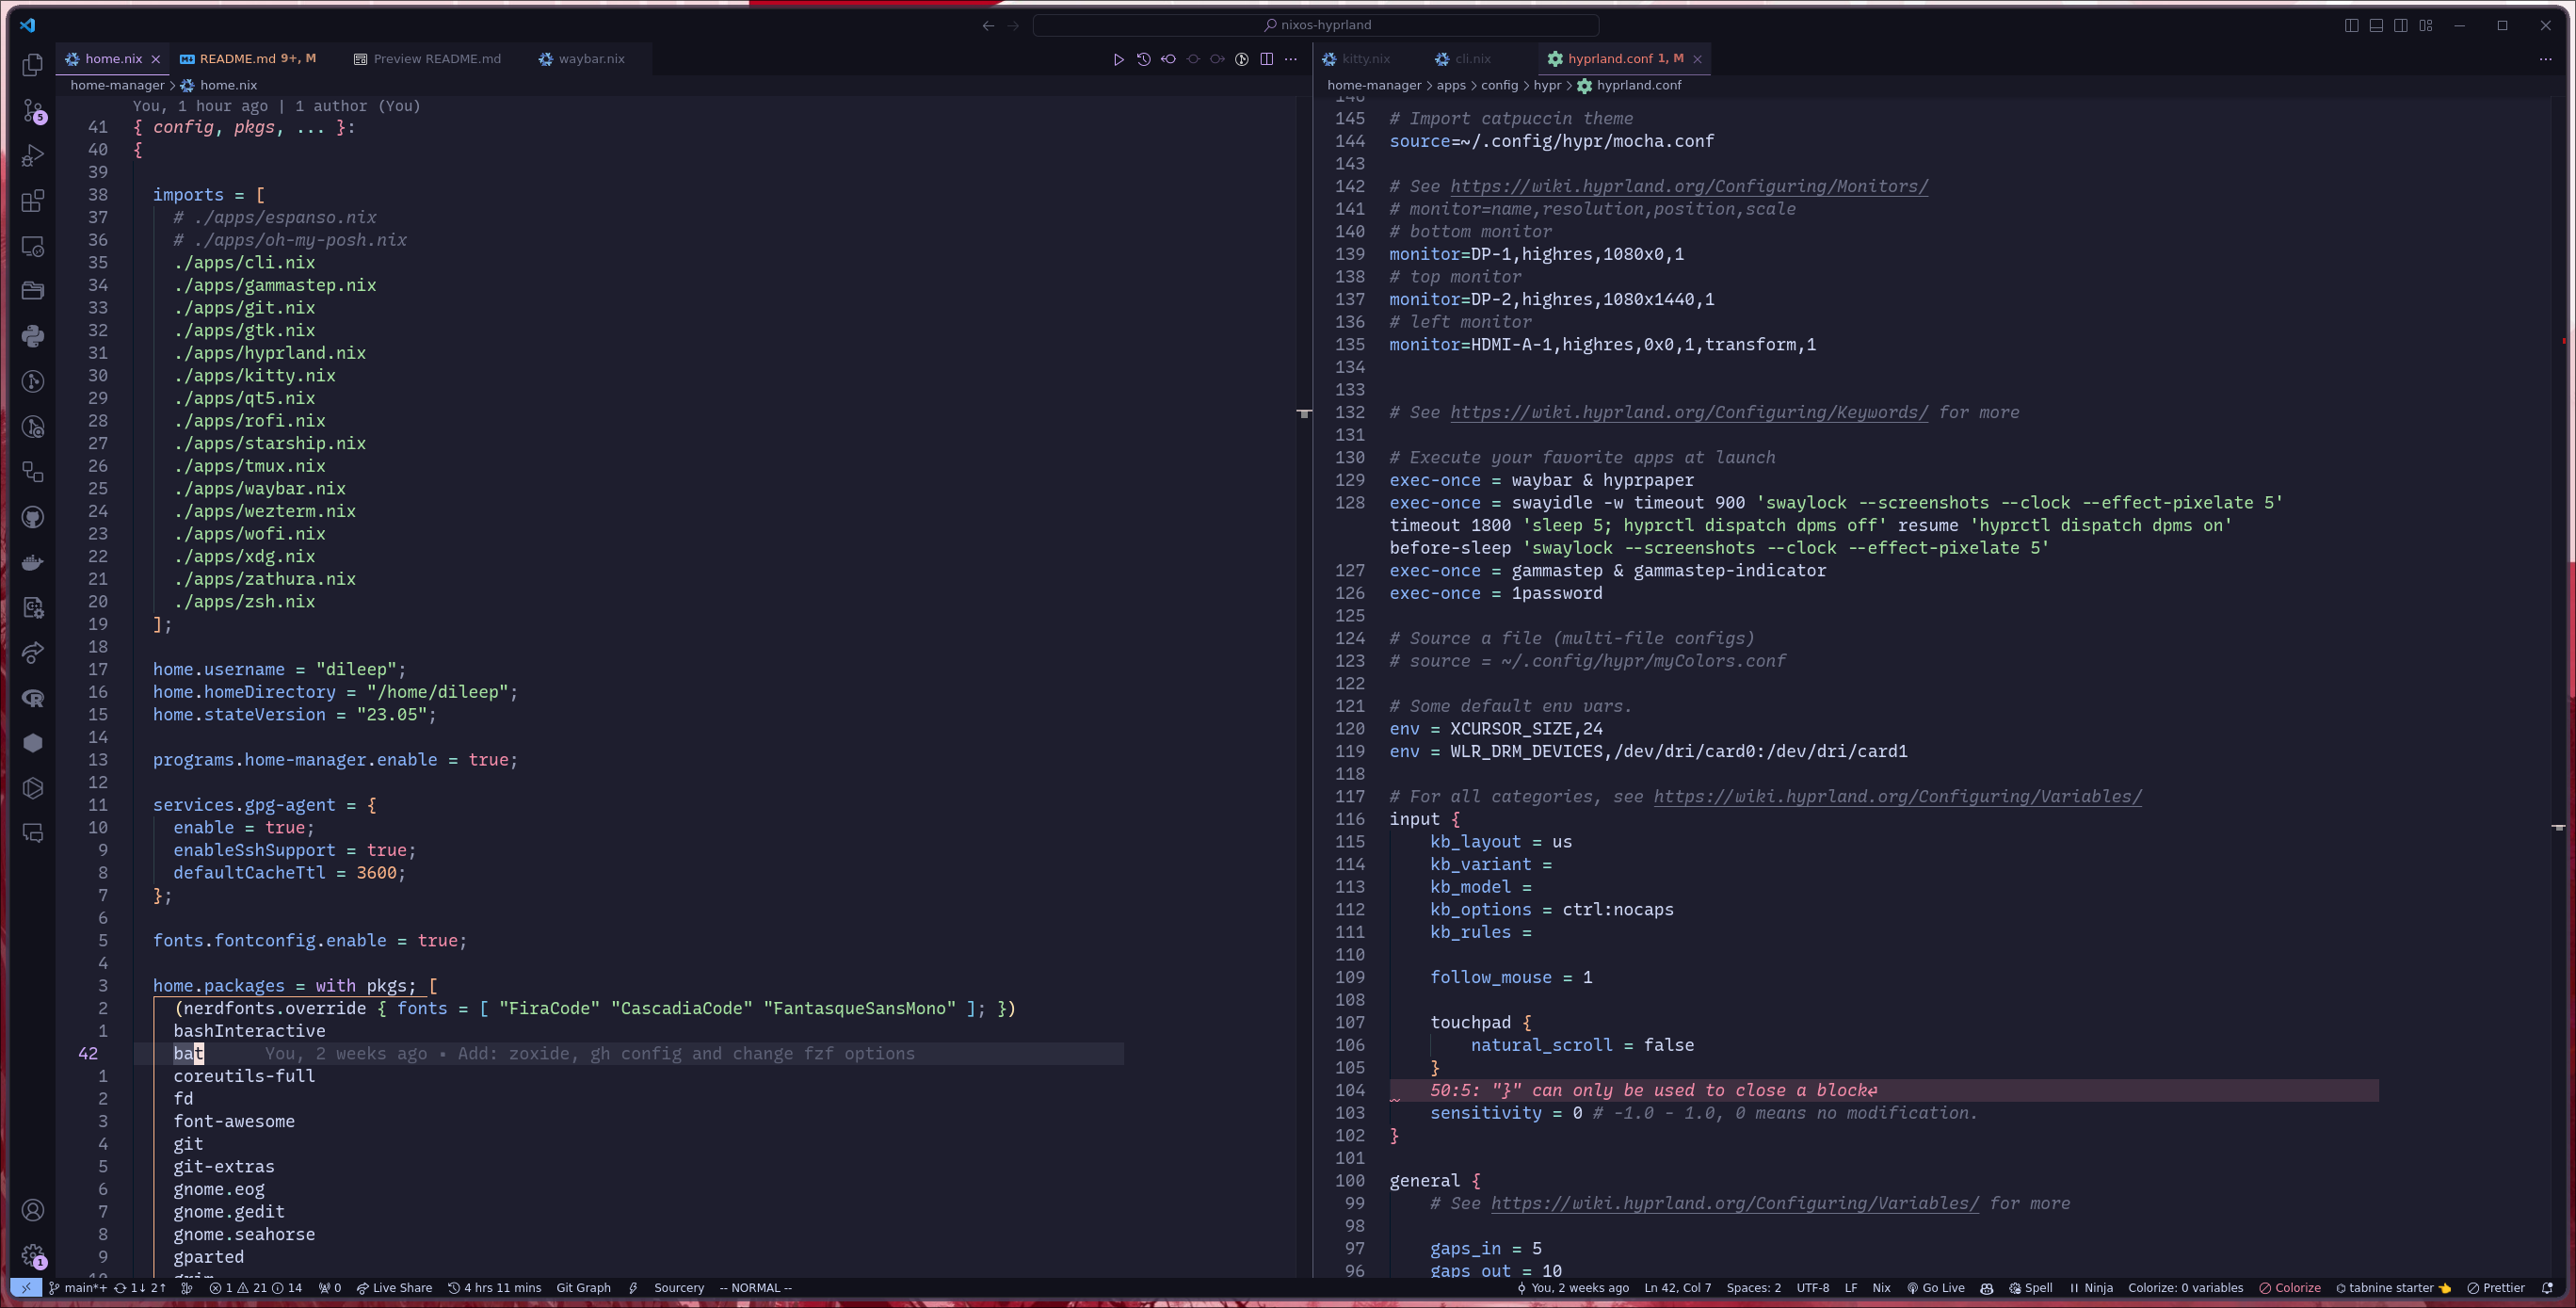 nixos-hyprland
home.nix
README.md 9+, M
Preview README.md
waybar.nix
home-manager > home.nix
You, 1 hour ago | 1 author (You)
41 { config, pkgs, ... }:
40 {
39
38 imports = [
37 # ./apps/espanso.nix
36 # ./apps/oh-my-posh.nix
35 ./apps/cli.nix
34 ./apps/gammastep.nix
33 ./apps/git.nix
32 ./apps/gtk.nix
31 ./apps/hyprland.nix
30 ./apps/kitty.nix
29 ./apps/qt5.nix
28 ./apps/rofi.nix
27 ./apps/starship.nix
26 ./apps/tmux.nix
25 ./apps/waybar.nix
24 ./apps/wezterm.nix
23 ./apps/wofi.nix
22 ./apps/xdg.nix
21 ./apps/zathura.nix
20 ./apps/zsh.nix
19 ];
18
17 home.username = "dileep";
16 home.homeDirectory = "/home/dileep";
15 home.stateVersion = "23.05";
14
13 programs.home-manager.enable = true;
12
11 services.gpg-agent = {
10 enable = true;
9 enableSshSupport = true;
8 defaultCacheTtl = 3600;
7 };
6
5 fonts.fontconfig.enable = true;
4
3 home.packages = with pkgs; [
2 (nerdfonts.override { fonts = [ "FiraCode" "CascadiaCode" "FantasqueSansMono" ]; })
1 bashInteractive
42 bat You, 2 weeks ago • Add: zoxide, gh config and change fzf options
1 coreutils-full
2 fd
3 font-awesome
4 git
5 git-extras
6 gnome.eog
7 gnome.gedit
8 gnome.seahorse
9 gparted
kitty.nix
cli.nix
hyprland.conf 1, M
home-manager > apps > config > hypr > hyprland.conf
146
145 # Import catpuccin theme
144 source=~/.config/hypr/mocha.conf
143
142 # See https://wiki.hyprland.org/Configuring/Monitors/
141 # monitor=name,resolution,position,scale
140 # bottom monitor
139 monitor=DP-1,highres,1080x0,1
138 # top monitor
137 monitor=DP-2,highres,1080x1440,1
136 # left monitor
135 monitor=HDMI-A-1,highres,0x0,1,transform,1
134
133
132 # See https://wiki.hyprland.org/Configuring/Keywords/ for more
131
130 # Execute your favorite apps at launch
129 exec-once = waybar & hyprpaper
128 exec-once = swayidle -w timeout 900 'swaylock --screenshots --clock --effect-pixelate 5'
timeout 1800 'sleep 5; hyprctl dispatch dpms off' resume 'hyprctl dispatch dpms on'
before-sleep 'swaylock --screenshots --clock --effect-pixelate 5'
127 exec-once = gammastep & gammastep-indicator
126 exec-once = 1password
125
124 # Source a file (multi-file configs)
123 # source = ~/.config/hypr/myColors.conf
122
121 # Some default env vars.
120 env = XCURSOR_SIZE,24
119 env = WLR_DRM_DEVICES,/dev/dri/card0:/dev/dri/card1
118
117 # For all categories, see https://wiki.hyprland.org/Configuring/Variables/
116 input {
115 kb_layout = us
114 kb_variant =
113 kb_model =
112 kb_options = ctrl:nocaps
111 kb_rules =
110
109 follow_mouse = 1
108
107 touchpad {
106 natural_scroll = false
105 }
104 50:5: "}" can only be used to close a block↩
103 sensitivity = 0 # -1.0 - 1.0, 0 means no modification.
102 }
101
100 general {
99 # See https://wiki.hyprland.org/Configuring/Variables/ for more
98
97 gaps_in = 5
96 gaps_out = 10
5
1
main*+ 1↓ 2↑ 1 21 14 0 Live Share 4 hrs 11 mins Git Graph Sourcery -- NORMAL -- You, 2 weeks ago Ln 42, Col 7 Spaces: 2 UTF-8 LF Nix Go Live Spell Ninja Colorize: 0 variables Colorize tabnine starter 👈 Prettier